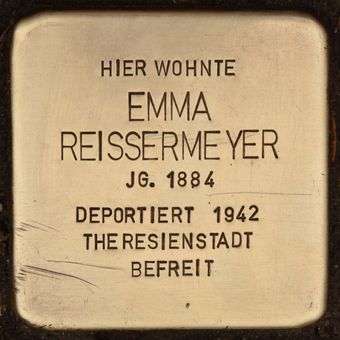 HIER WOHNTE
EMMA
REISSERMEYER
JG. 1884
DEPORTIERT 1942
THERESIENSTADT
BEFREIT